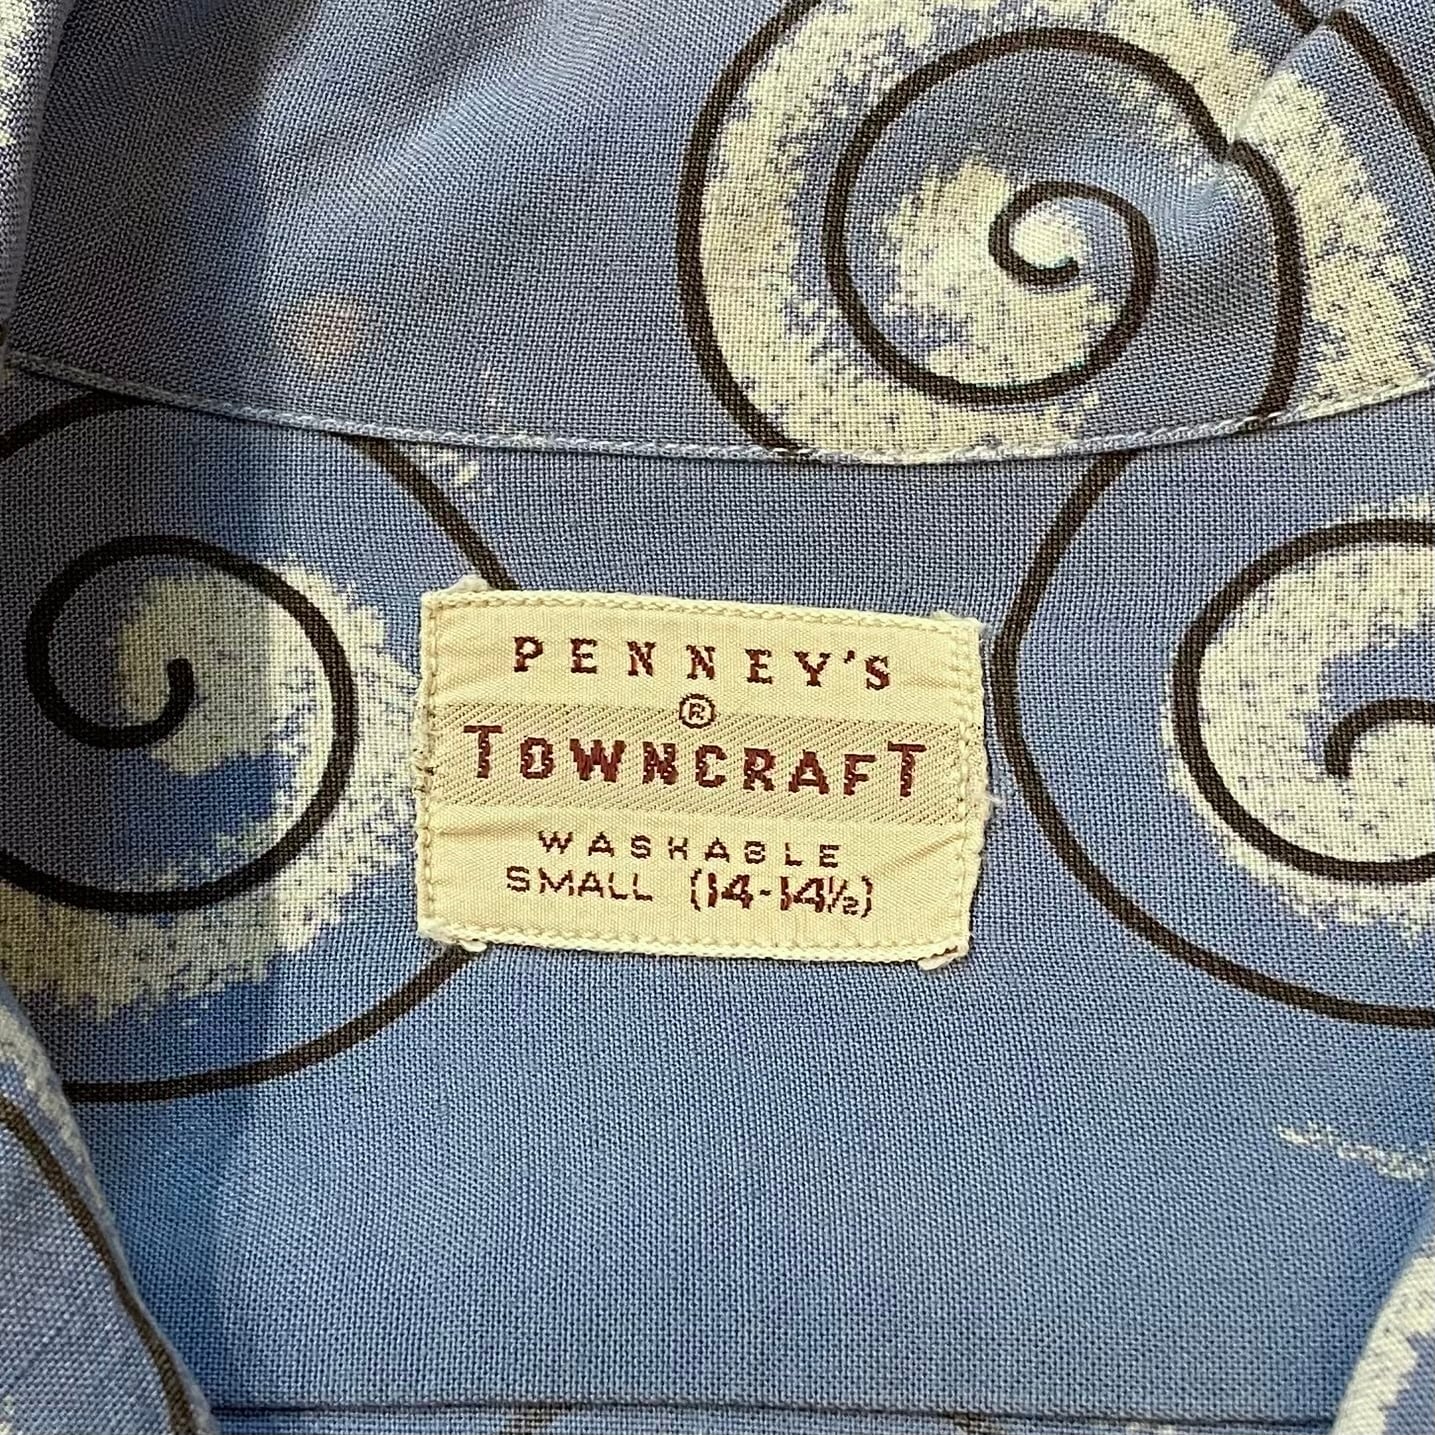 PENNEY'S
®
TOWNCRAFT
WASHABLE
SMALL (14-14½)